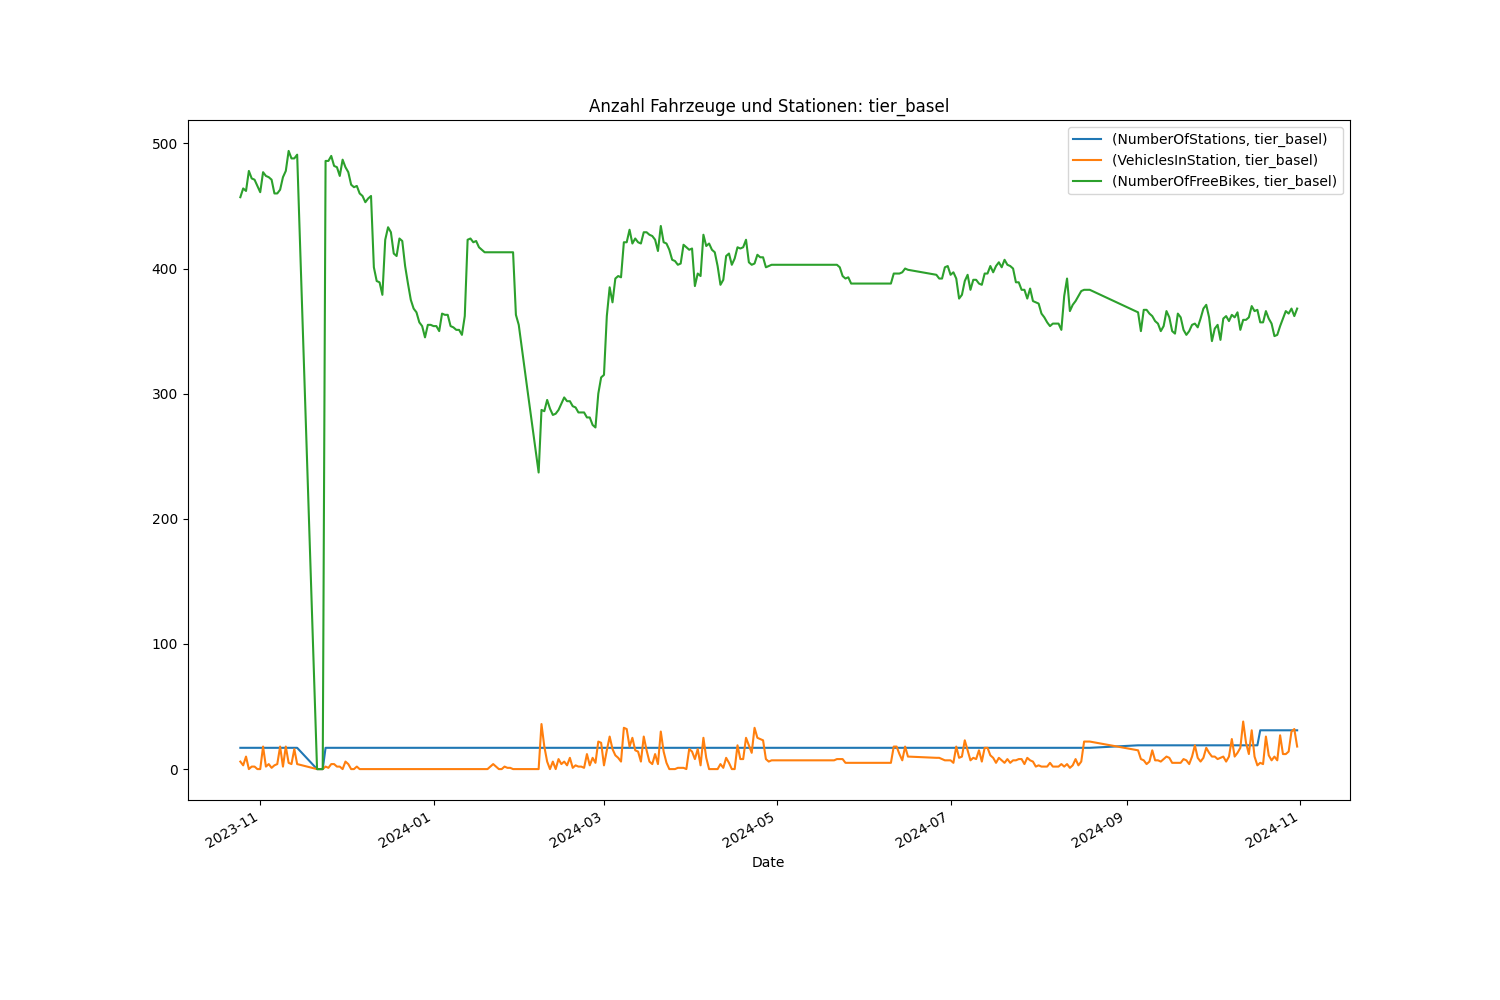 Anzahl Fahrzeuge und Stationen: tier_basel
(NumberOfStations, tier_basel)
(VehiclesInStation, tier_basel)
(NumberOfFreeBikes, tier_basel)
500
400
300
200
100
0
2023-11
2024-01
2024-03
2024-05
2024-07
2024-09
2024-11
Date